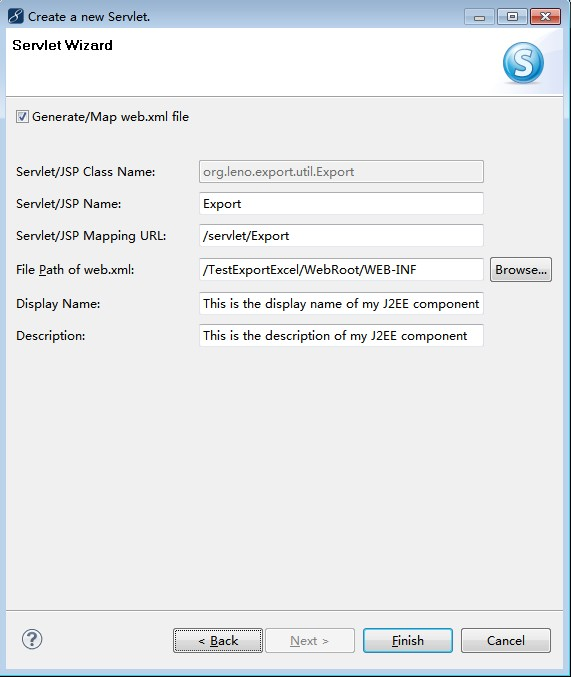 Create a new Servlet.
Servlet Wizard
S
Generate/Map web.xml file
Servlet/JSP Class Name: org.leno.export.util.Export
Servlet/JSP Name: Export
Servlet/JSP Mapping URL: /servlet/Export
File Path of web.xml: /TestExportExcel/WebRoot/WEB-INF Browse...
Display Name: This is the display name of my J2EE component
Description: This is the description of my J2EE component
? < Back Next > Finish Cancel